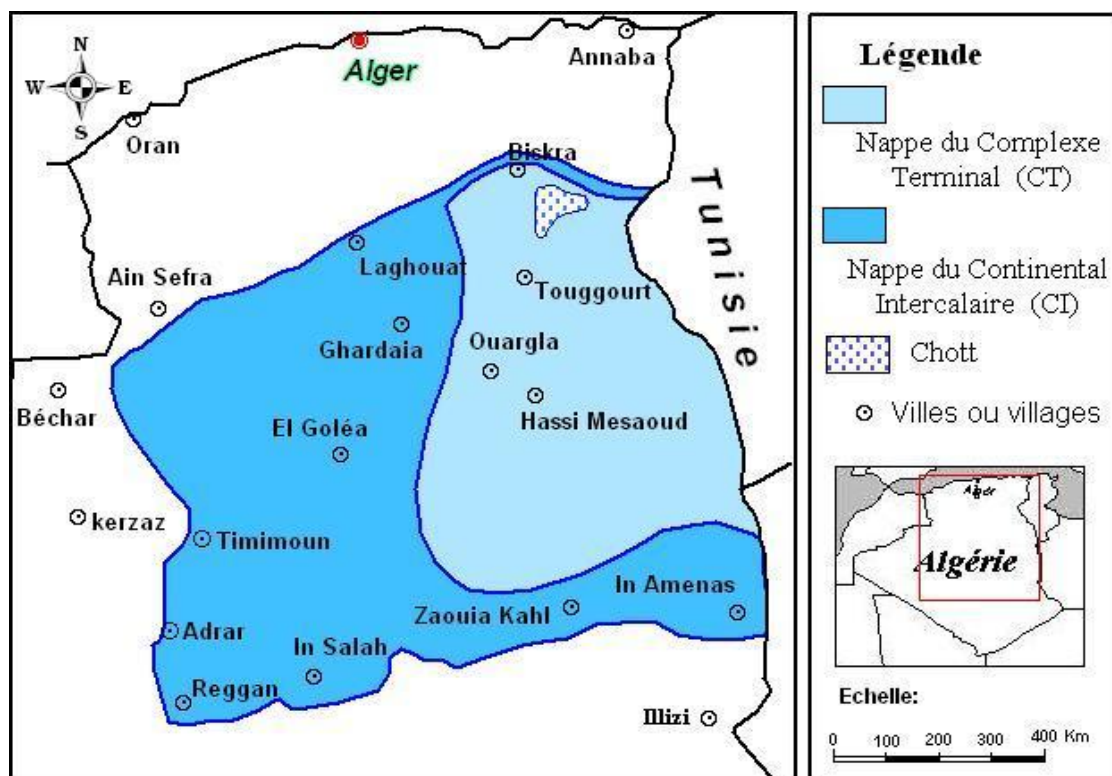 N
W E
S
Alger
Annaba
Oran
Biskra
Tunisie
Laghouat
Ain Sefra
Touggourt
Ghardaia
Ouargla
Béchar
Hassi Mesaoud
El Goléa
kerzaz
Timimoun
In Amenas
Zaouia Kahl
Adrar
In Salah
Reggan
Illizi
Légende
Nappe du Complexe
Terminal (CT)
Nappe du Continental
Intercalaire (CI)
Chott
Villes ou villages
Alger
Algérie
Echelle:
0 100 200 300 400 Km